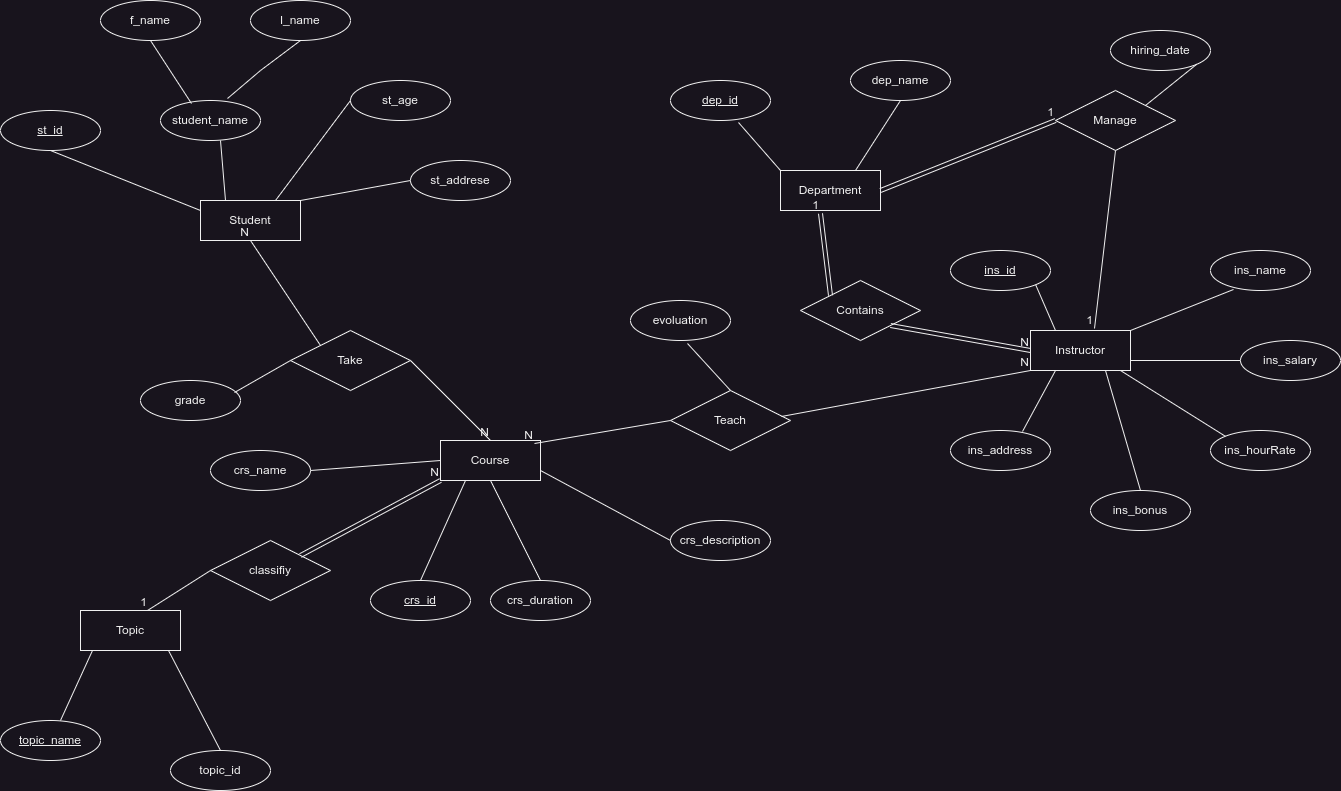 f_name
l_name
hiring_date
dep_name
st_age
dep_id
student_name
1
Manage
st_id
st_addrese
Department
1
Student
N
ins_id
ins_name
Contains
evoluation
1
N
Instructor
N
Take
ins_salary
grade
Teach
N
N
Course
N
crs_name
ins_address
ins_hourRate
ins_bonus
crs_description
classifiy
crs_id
crs_duration
1
Topic
topic_name
topic_id